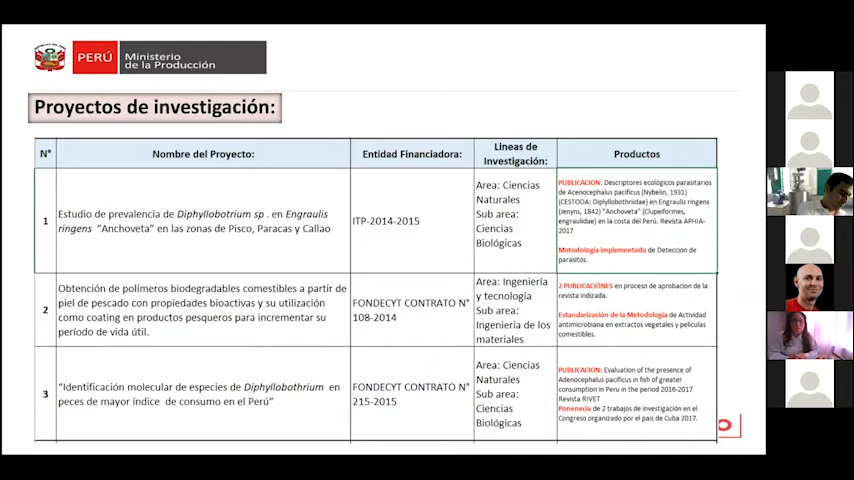 PERÚ
Ministerio
de la Producción
Proyectos de investigación:
N°
Nombre del Proyecto:
Entidad Financiadora:
Lineas de
Investigación:
Productos
1
Estudio de prevalencia de Diphyllobotrium sp . en Engraulis
ringens “Anchoveta” en las zonas de Pisco, Paracas y Callao
ITP-2014-2015
Area: Ciencias
Naturales
Sub area:
Ciencias
Biológicas
PUBLICACION: Descriptores ecológicos parasitarios
de Acenocephalus pacificus (Nybelin, 1931)
(CESTODA: Diplyllobothriidae) en Engraulis ringens
(Jenyns, 1842) "Anchoveta" (Clupeiformes,
engraulidae) en la costa del Perú. Revista APHIA-
2017
Metodología implementada de Deteccion de
parasitos.
2
Obtención de polímeros biodegradables comestibles a partir de
piel de pescado con propiedades bioactivas y su utilización
como coating en productos pesqueros para incrementar su
período de vida útil.
FONDECYT CONTRATO N°
108-2014
Area: Ingeniería
y tecnología
Sub area:
Ingeniería de los
materiales
2 PUBLICACIÓNES en proceso de aprobacion de la
revista indizada.
Estandarización de la Metodología de Actividad
antimicrobiana en extractos vegetales y peliculas
comestibles.
3
“Identificación molecular de especies de Diphyllobothrium en
peces de mayor índice de consumo en el Perú”
FONDECYT CONTRATO N°
215-2015
Area: Ciencias
Naturales
Sub area:
Ciencias
Biológicas
PUBLICACION: Evaluation of the presence of
Adenocephalus pacificus in fish of greater
consumption in Peru in the period 2016-2017
Revista RIVET
Ponenecia de 2 trabajos de investigación en el
Congreso organizado por el pais de Cuba 2017.